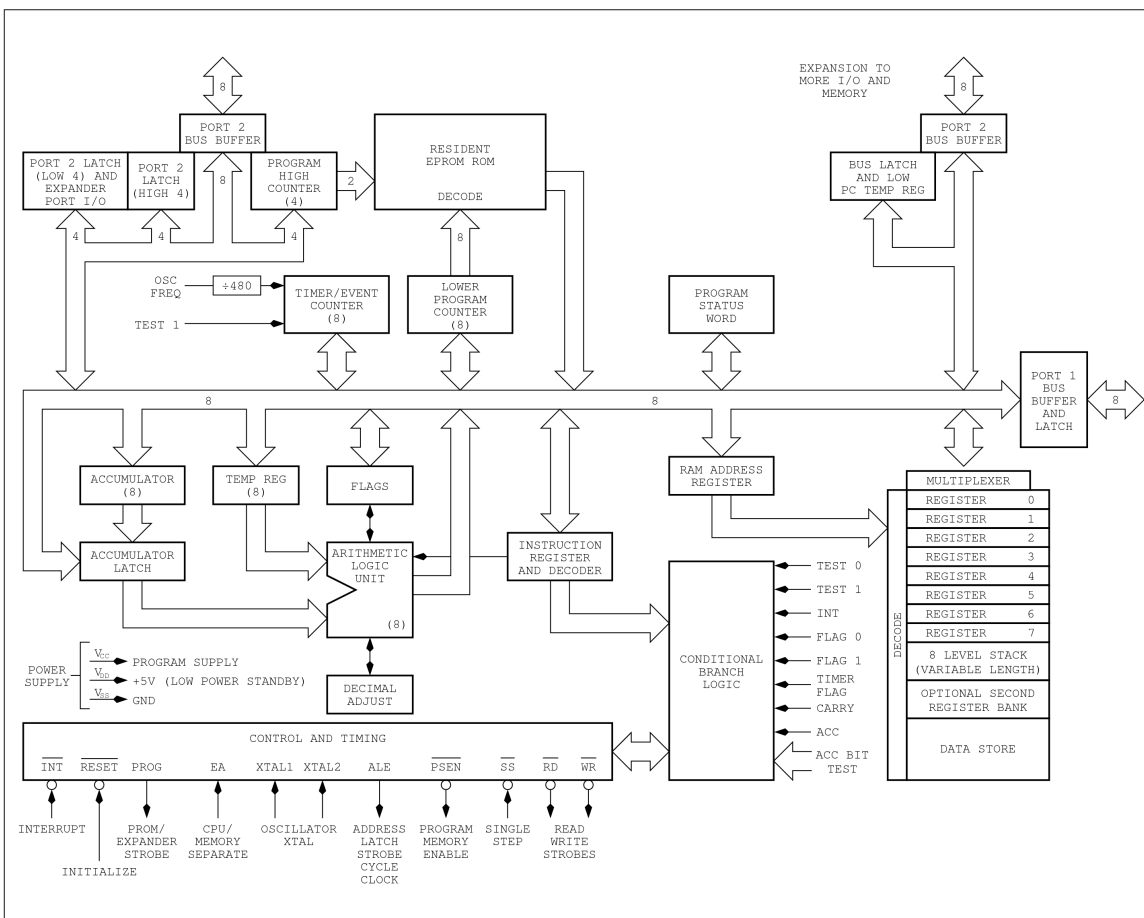 EXPANSION TO
MORE I/O AND
MEMORY
8
8
PORT 2
BUS BUFFER
PORT 2
BUS BUFFER
PORT 2 LATCH
(LOW 4) AND
EXPANDER
PORT I/O
PORT 2
LATCH
(HIGH 4)
8
PROGRAM
HIGH
COUNTER
(4)
2
RESIDENT
EPROM ROM
DECODE
BUS LATCH
AND LOW
PC TEMP REG
4
4
4
8
OSC
FREQ
÷480
TEST 1
TIMER/EVENT
COUNTER
(8)
LOWER
PROGRAM
COUNTER
(8)
PROGRAM
STATUS
WORD
PORT 1
BUS
BUFFER
AND
LATCH
8
8
8
ACCUMULATOR
(8)
TEMP REG
(8)
FLAGS
RAM ADDRESS
REGISTER
MULTIPLEXER
DECODE
REGISTER 0
REGISTER 1
REGISTER 2
REGISTER 3
REGISTER 4
REGISTER 5
REGISTER 6
REGISTER 7
8 LEVEL STACK
(VARIABLE LENGTH)
OPTIONAL SECOND
REGISTER BANK
DATA STORE
ACCUMULATOR
LATCH
ARITHMETIC
LOGIC
UNIT
(8)
INSTRUCTION
REGISTER
AND DECODER
CONDITIONAL
BRANCH
LOGIC
TEST 0
TEST 1
INT
FLAG 0
FLAG 1
TIMER
FLAG
CARRY
ACC
ACC BIT
TEST
DECIMAL
ADJUST
POWER
SUPPLY
VCC PROGRAM SUPPLY
VDD +5V (LOW POWER STANDBY)
VSS GND
CONTROL AND TIMING
INT RESET PROG EA XTAL1 XTAL2 ALE PSEN SS RD WR
INTERRUPT
INITIALIZE
PROM/
EXPANDER
STROBE
CPU/
MEMORY
SEPARATE
OSCILLATOR
XTAL
ADDRESS
LATCH
STROBE
CYCLE
CLOCK
PROGRAM
MEMORY
ENABLE
SINGLE
STEP
READ
WRITE
STROBES